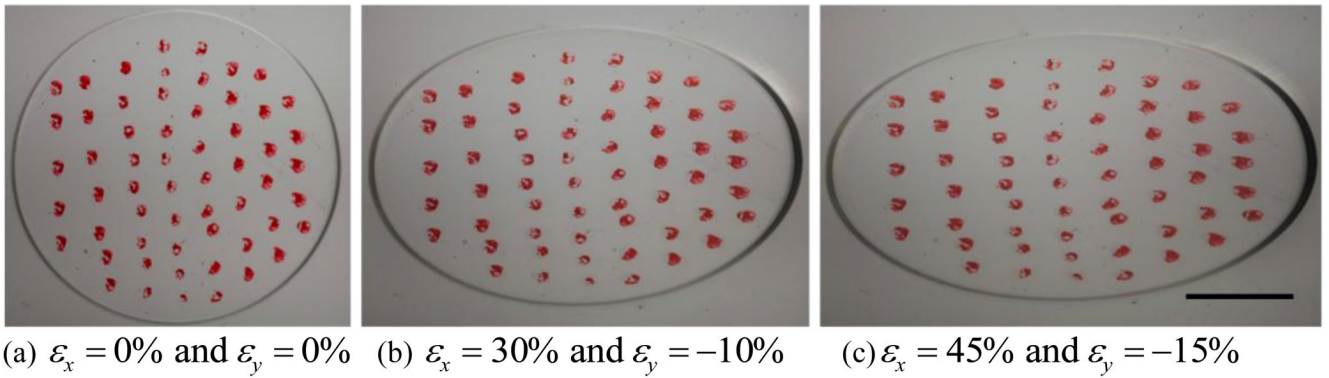 (a) εx = 0% and εy = 0% (b) εx = 30% and εy = −10% (c) εx = 45% and εy = −15%